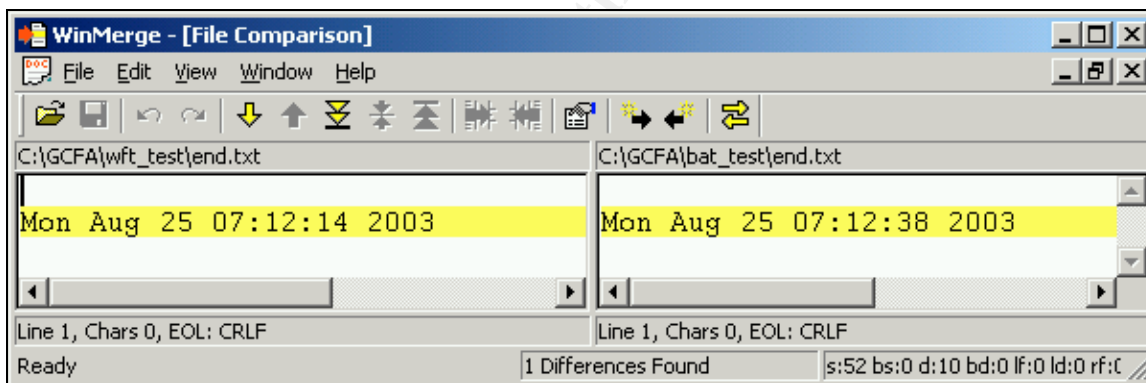 WinMerge - [File Comparison]
File Edit View Window Help
C:\GCFA\wft_test\end.txt C:\GCFA\bat_test\end.txt
Mon Aug 25 07:12:14 2003 Mon Aug 25 07:12:38 2003
Line 1, Chars 0, EOL: CRLF Line 1, Chars 0, EOL: CRLF
Ready 1 Differences Found s:52 bs:0 d:10 bd:0 lf:0 ld:0 rf:0